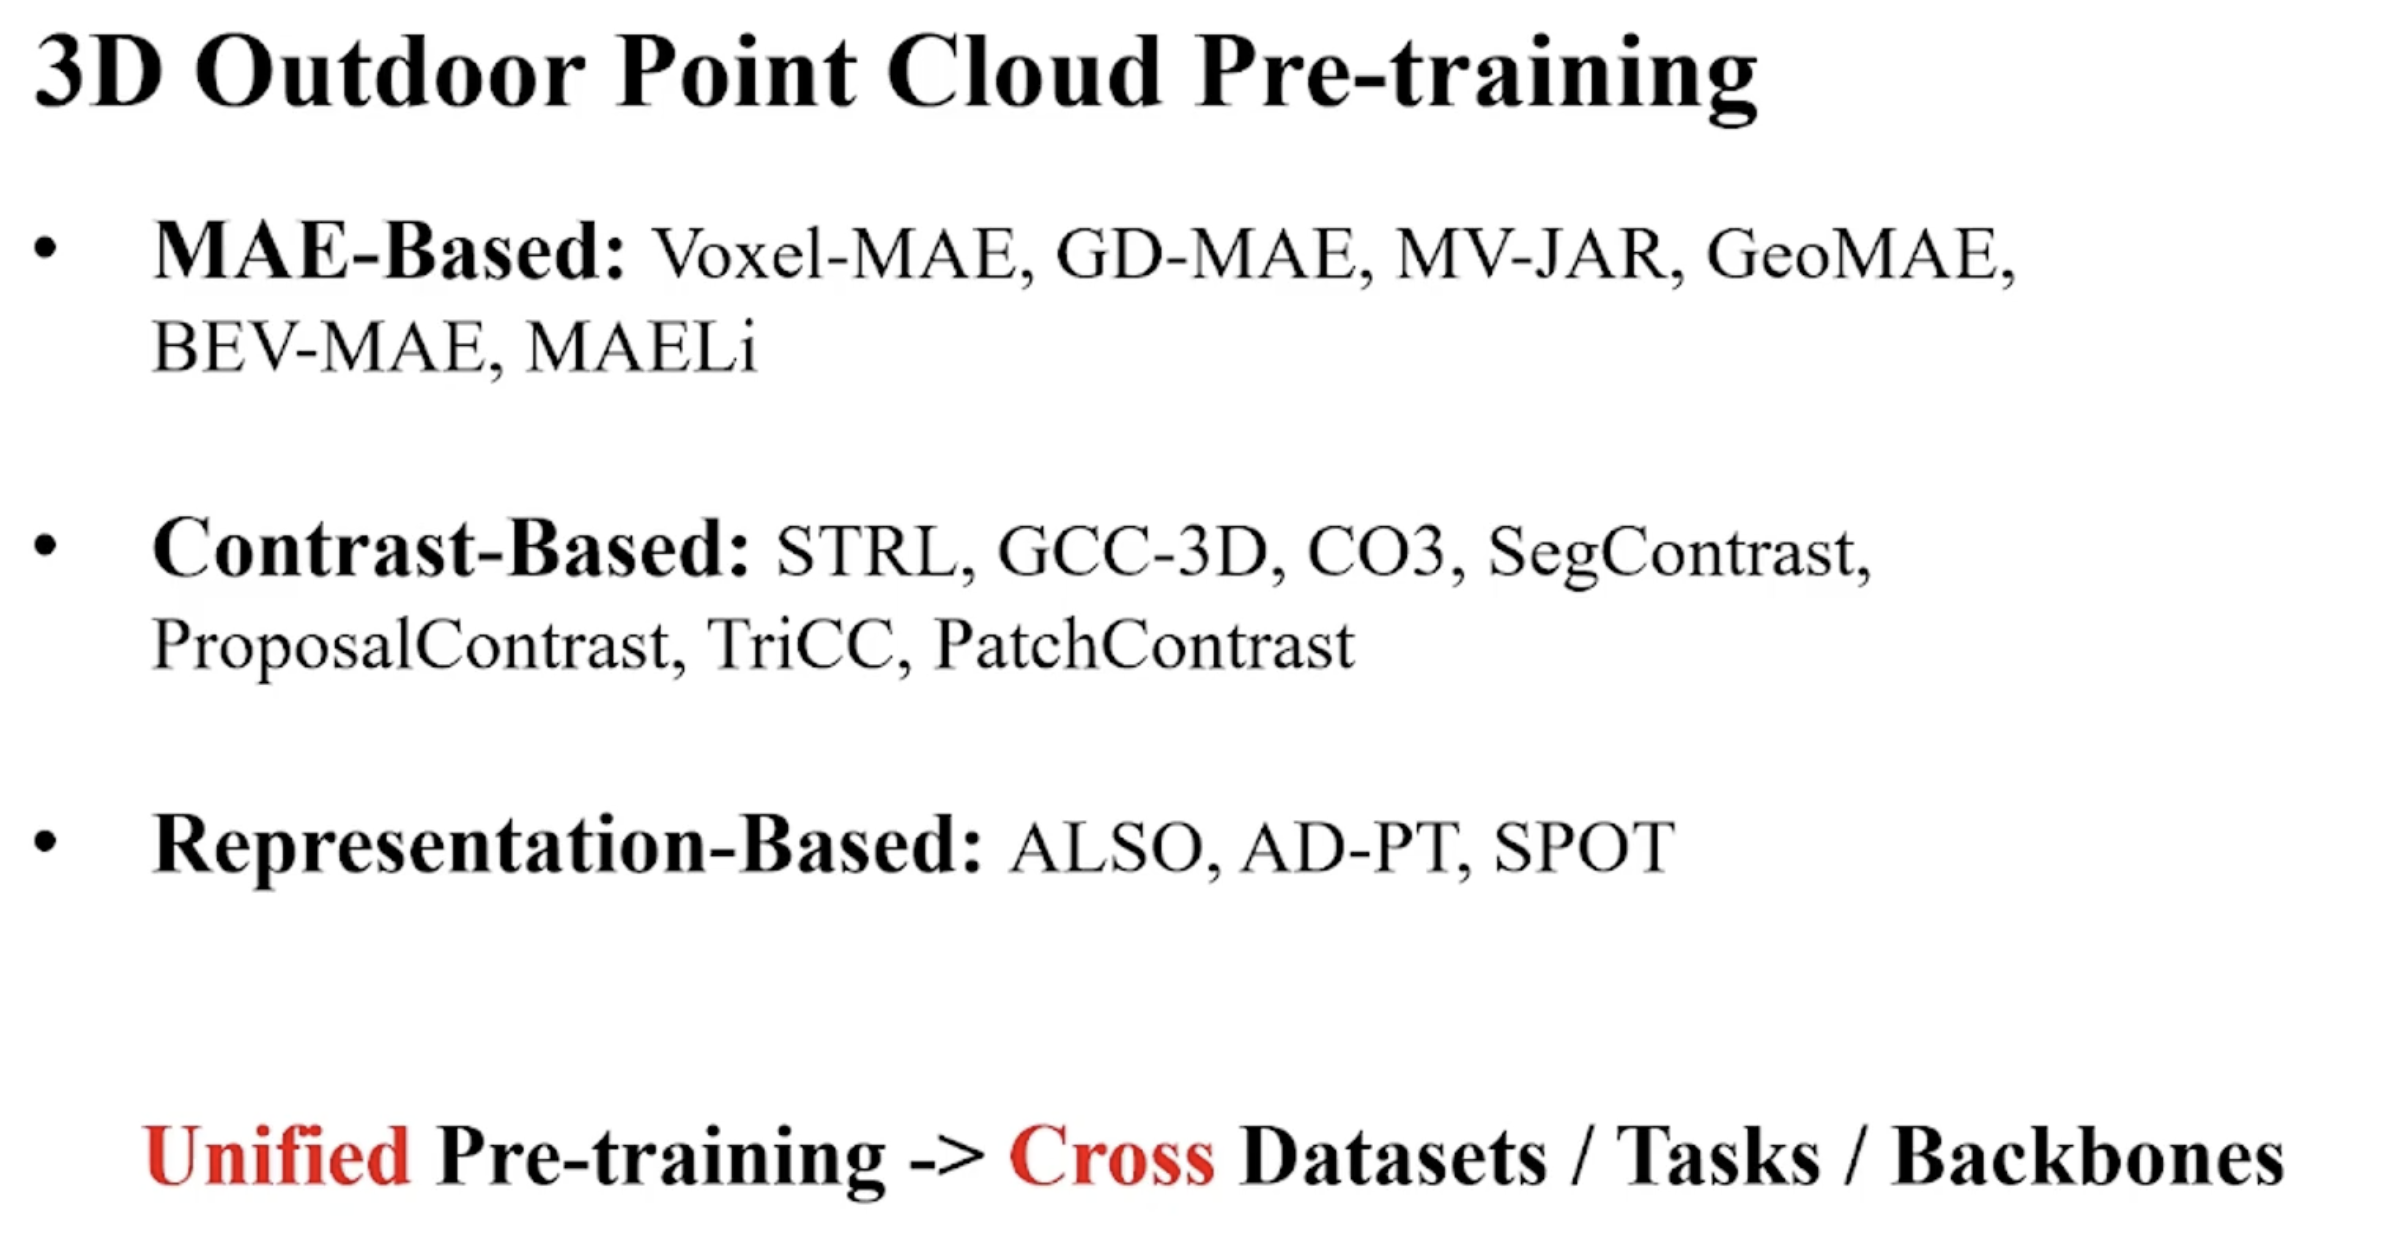 3D Outdoor Point Cloud Pre-training
• MAE-Based: Voxel-MAE, GD-MAE, MV-JAR, GeoMAE,
BEV-MAE, MAELi
• Contrast-Based: STRL, GCC-3D, CO3, SegContrast,
ProposalContrast, TriCC, PatchContrast
• Representation-Based: ALSO, AD-PT, SPOT
Unified Pre-training -> Cross Datasets / Tasks / Backbones